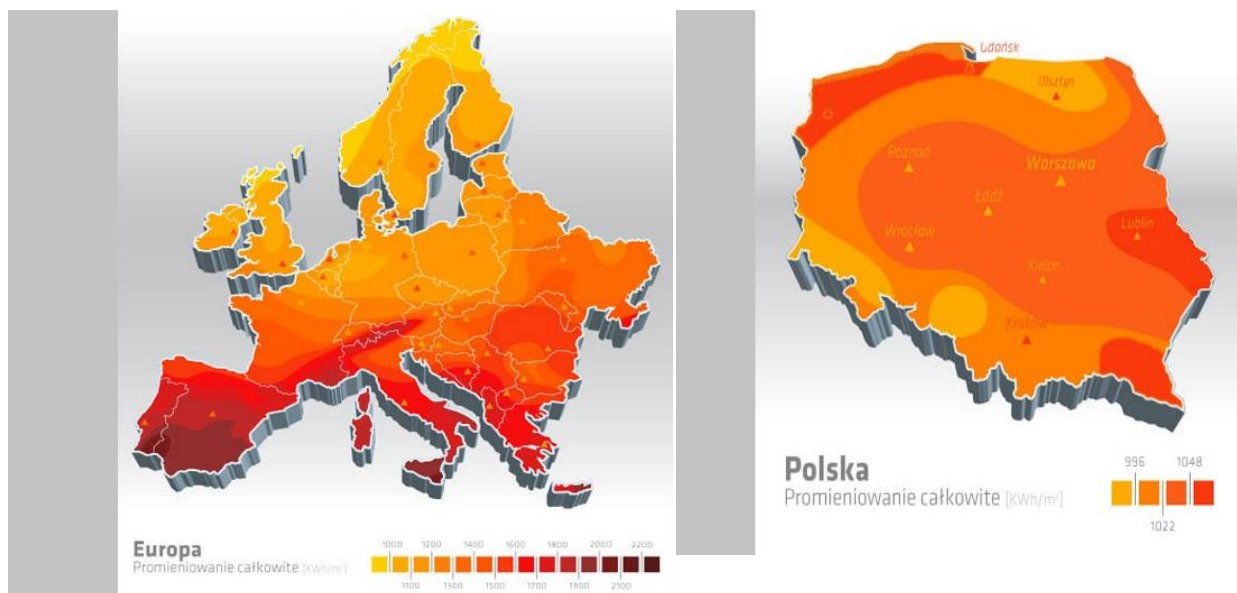 Europa
Promieniowanie całkowite [KWh/m²]
1000 1200 1400 1600 1800 2000 2200
1100 1300 1500 1700 1900 2100
Gdańsk
Olsztyn
Poznań
Warszawa
Łódź
Wrocław
Lublin
Kielce
Kraków
Polska
Promieniowanie całkowite [KWh/m²]
996 1048
1022